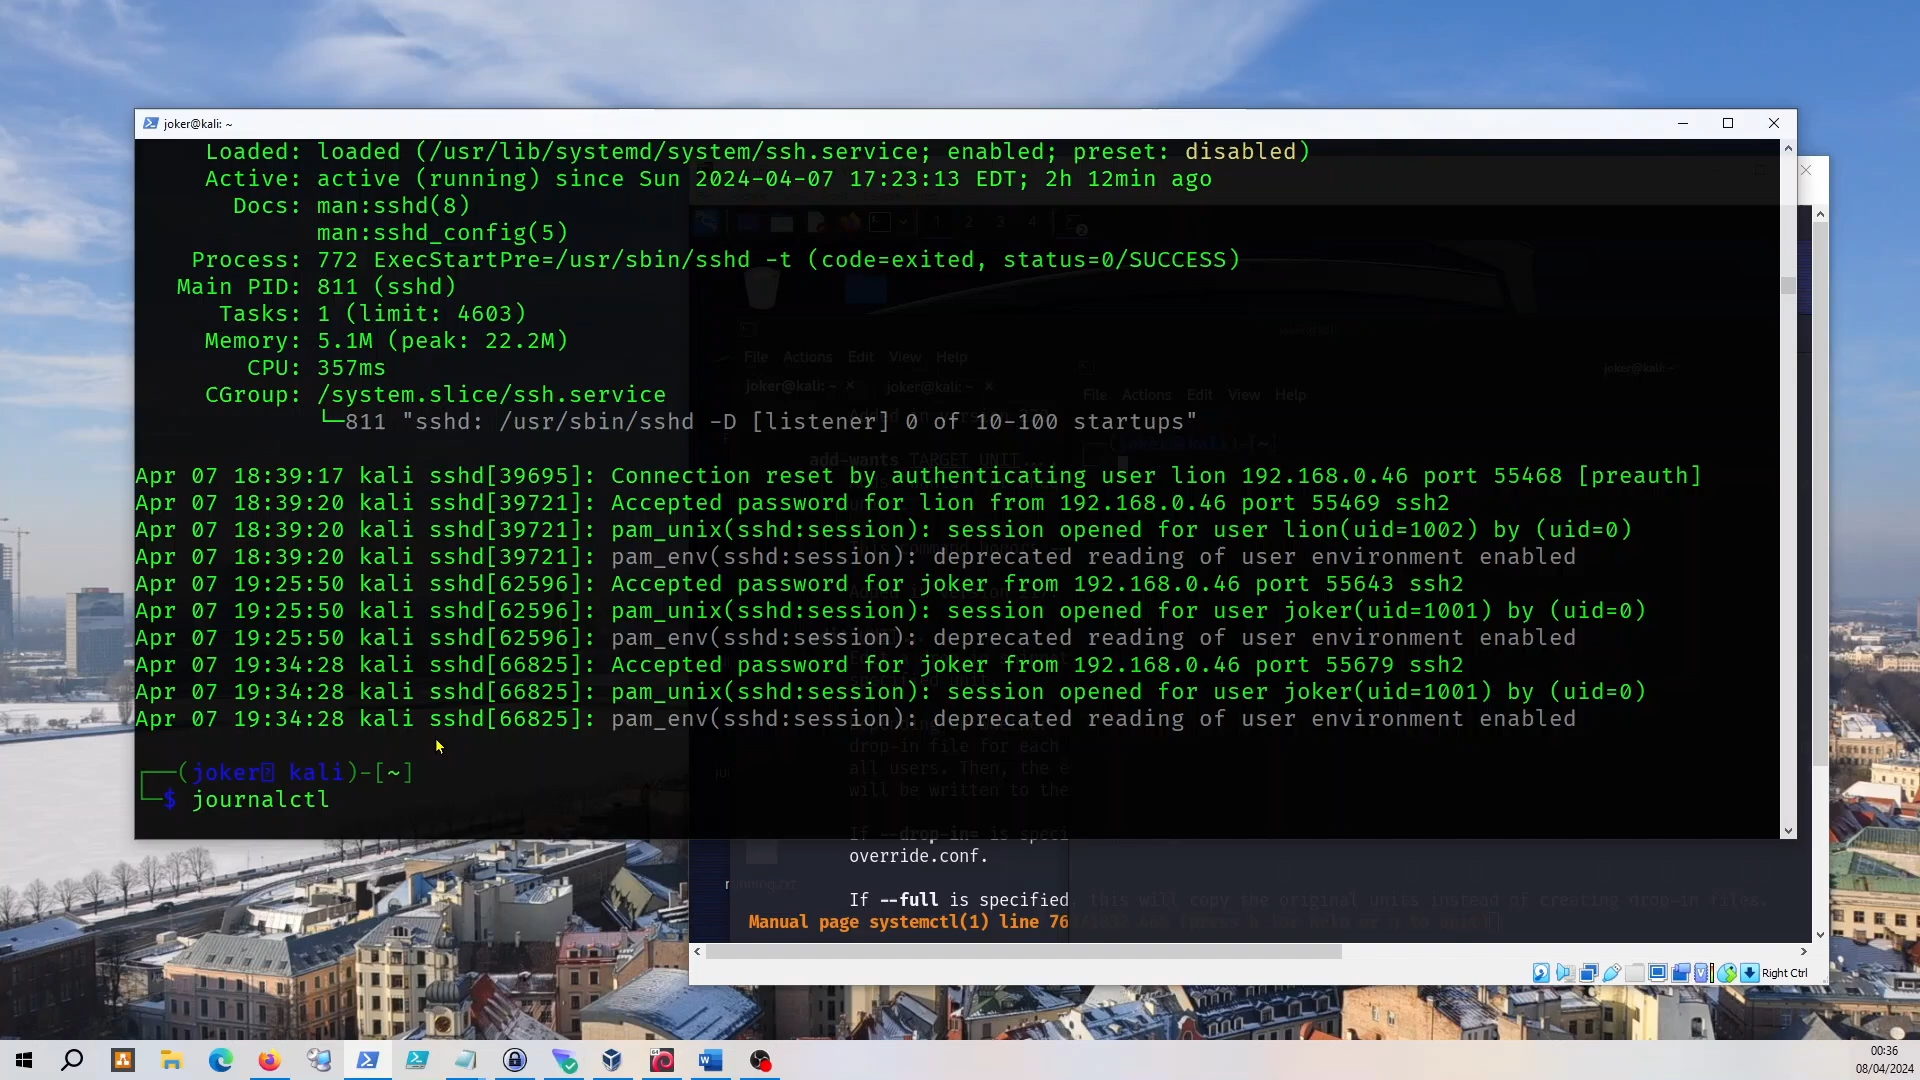 joker@kali: ~
Loaded: loaded (/usr/lib/systemd/system/ssh.service; enabled; preset: disabled)
Active: active (running) since Sun 2024-04-07 17:23:13 EDT; 2h 12min ago
Docs: man:sshd(8)
man:sshd_config(5)
Process: 772 ExecStartPre=/usr/sbin/sshd -t (code=exited, status=0/SUCCESS)
Main PID: 811 (sshd)
Tasks: 1 (limit: 4603)
Memory: 5.1M (peak: 22.2M)
CPU: 357ms
CGroup: /system.slice/ssh.service
└─811 "sshd: /usr/sbin/sshd -D [listener] 0 of 10-100 startups"
Apr 07 18:39:17 kali sshd[39695]: Connection reset by authenticating user lion 192.168.0.46 port 55468 [preauth]
Apr 07 18:39:20 kali sshd[39721]: Accepted password for lion from 192.168.0.46 port 55469 ssh2
Apr 07 18:39:20 kali sshd[39721]: pam_unix(sshd:session): session opened for user lion(uid=1002) by (uid=0)
Apr 07 18:39:20 kali sshd[39721]: pam_env(sshd:session): deprecated reading of user environment enabled
Apr 07 19:25:50 kali sshd[62596]: Accepted password for joker from 192.168.0.46 port 55643 ssh2
Apr 07 19:25:50 kali sshd[62596]: pam_unix(sshd:session): session opened for user joker(uid=1001) by (uid=0)
Apr 07 19:25:50 kali sshd[62596]: pam_env(sshd:session): deprecated reading of user environment enabled
Apr 07 19:34:28 kali sshd[66825]: Accepted password for joker from 192.168.0.46 port 55679 ssh2
Apr 07 19:34:28 kali sshd[66825]: pam_unix(sshd:session): session opened for user joker(uid=1001) by (uid=0)
Apr 07 19:34:28 kali sshd[66825]: pam_env(sshd:session): deprecated reading of user environment enabled
┌──(joker kali)-[~]
└─$ journalctl
File Actions Edit View Help
joker@kali: ~ joker@kali: ~
File Actions Edit View Help
add-wants TARGET UNIT...
drop-in file for each
all users. Then, the e
will be written to the
If --drop-in= is speci
override.conf.
If --full is specified, this will copy the original units instead of creating drop-in files.
Manual page systemctl(1) line 76
Right Ctrl
00:36
08/04/2024